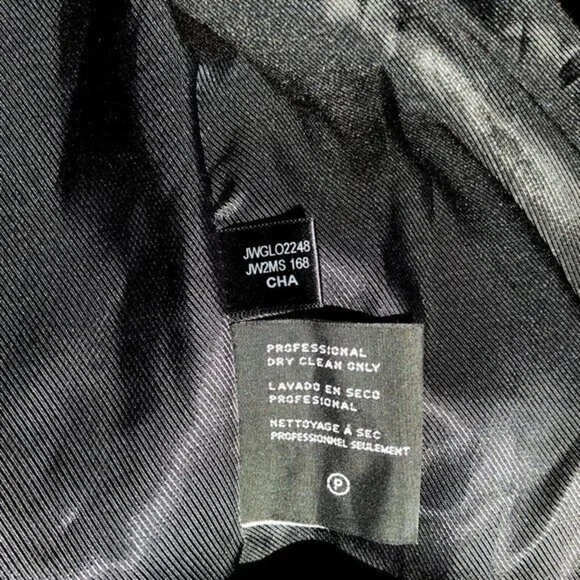 JWGLO2248
JW2MS 168
CHA
PROFESSIONAL
DRY CLEAN ONLY
LAVADO EN SECO
PROFESIONAL
NETTOYAGE À SEC
PROFESSIONNEL SEULEMENT
P